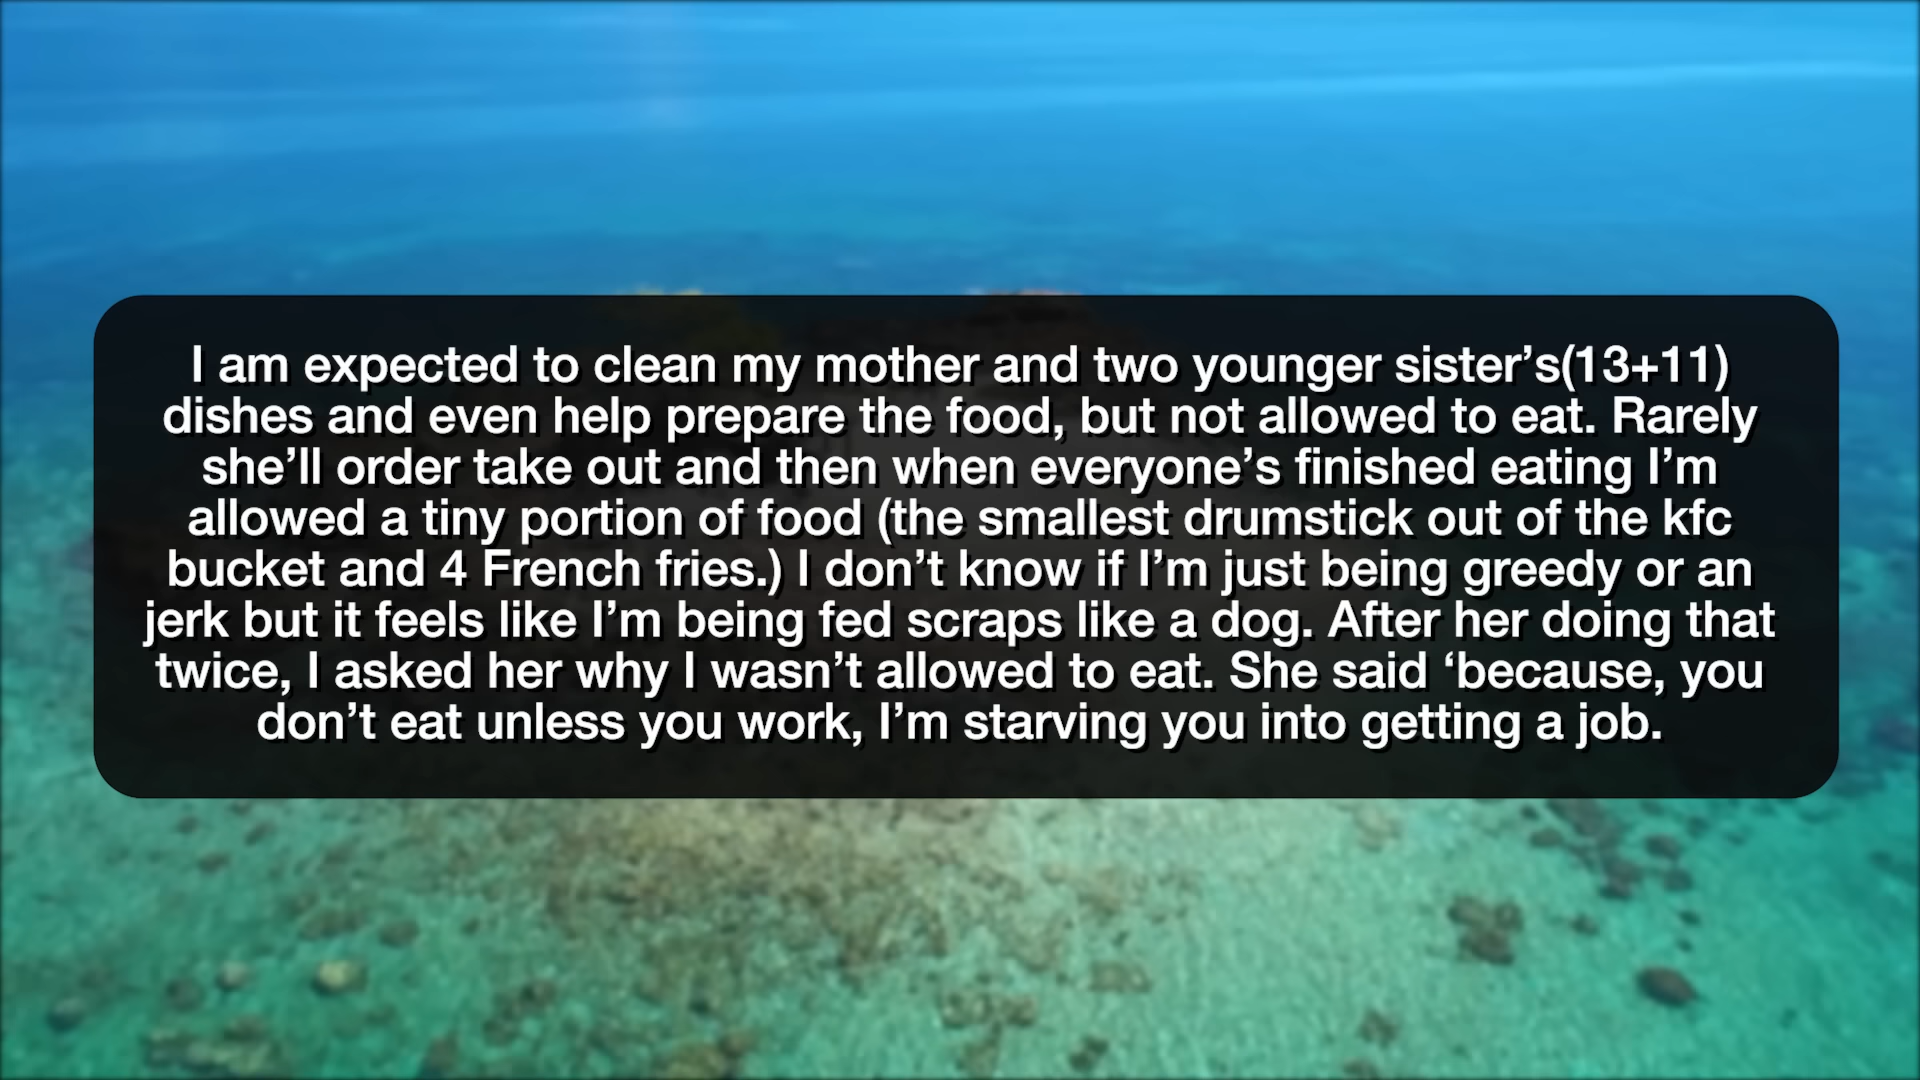 I am expected to clean my mother and two younger sister’s(13+11)
dishes and even help prepare the food, but not allowed to eat. Rarely
she’ll order take out and then when everyone’s finished eating I’m
allowed a tiny portion of food (the smallest drumstick out of the kfc
bucket and 4 French fries.) I don’t know if I’m just being greedy or an
jerk but it feels like I’m being fed scraps like a dog. After her doing that
twice, I asked her why I wasn’t allowed to eat. She said ‘because, you
don’t eat unless you work, I’m starving you into getting a job.